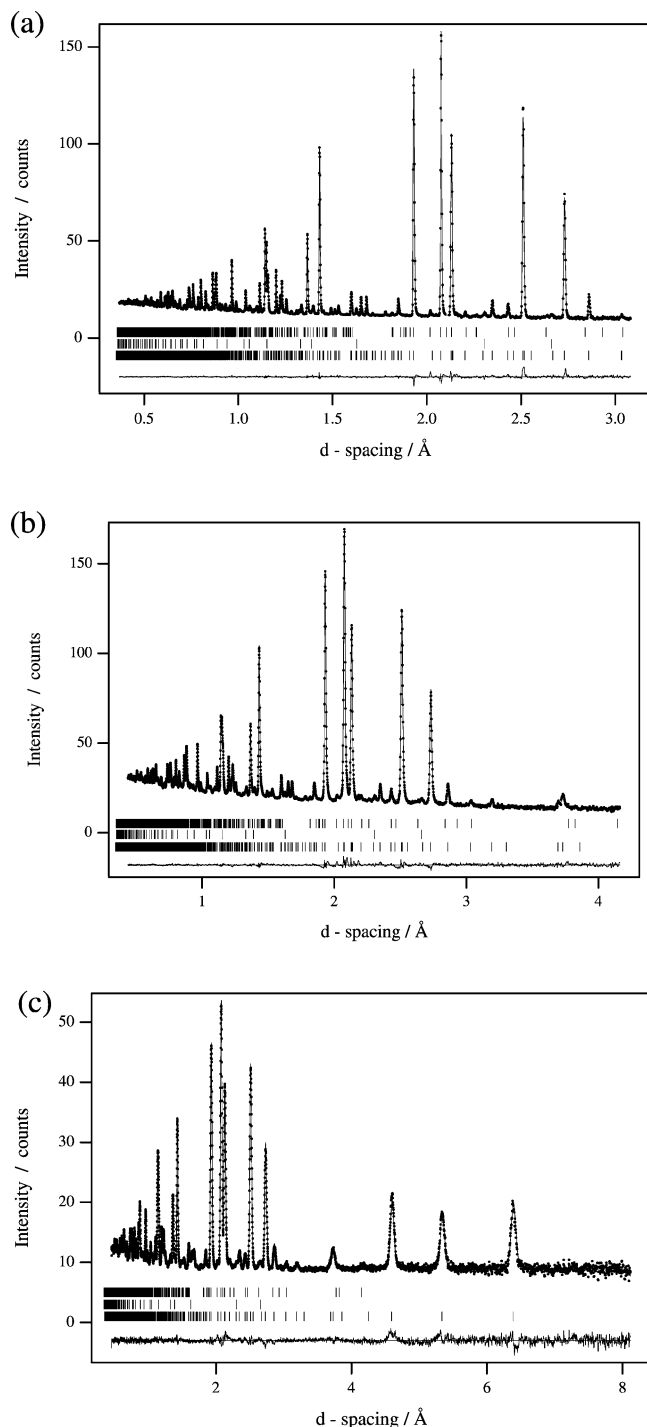 (a)
150
100
50
0
Intensity / counts
0.5 1.0 1.5 2.0 2.5 3.0
d - spacing / Å
(b)
150
100
50
0
Intensity / counts
1 2 3 4
d - spacing / Å
(c)
50
40
30
20
10
0
Intensity / counts
2 4 6 8
d - spacing / Å